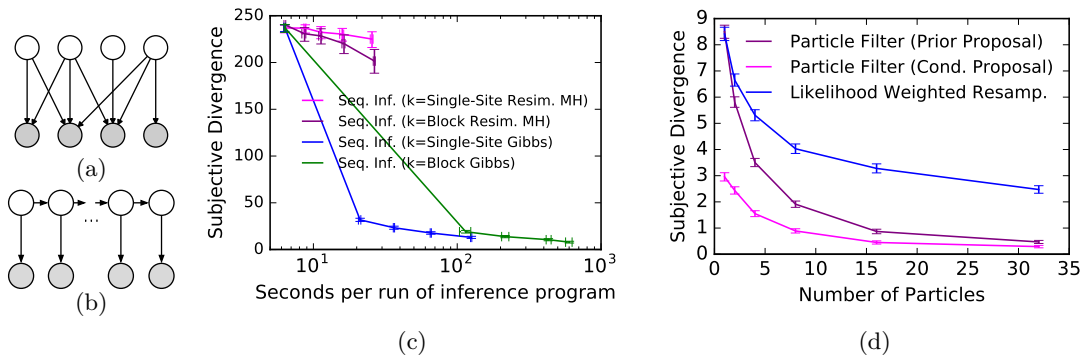 (a)
...
(b)
Subjective Divergence
250
200
150
100
50
0
Seq. Inf. (k=Single-Site Resim. MH)
Seq. Inf. (k=Block Resim. MH)
Seq. Inf. (k=Single-Site Gibbs)
Seq. Inf. (k=Block Gibbs)
10^1
10^2
10^3
Seconds per run of inference program
(c)
Subjective Divergence
9
8
7
6
5
4
3
2
1
0
Particle Filter (Prior Proposal)
Particle Filter (Cond. Proposal)
Likelihood Weighted Resamp.
0 5 10 15 20 25 30 35
Number of Particles
(d)